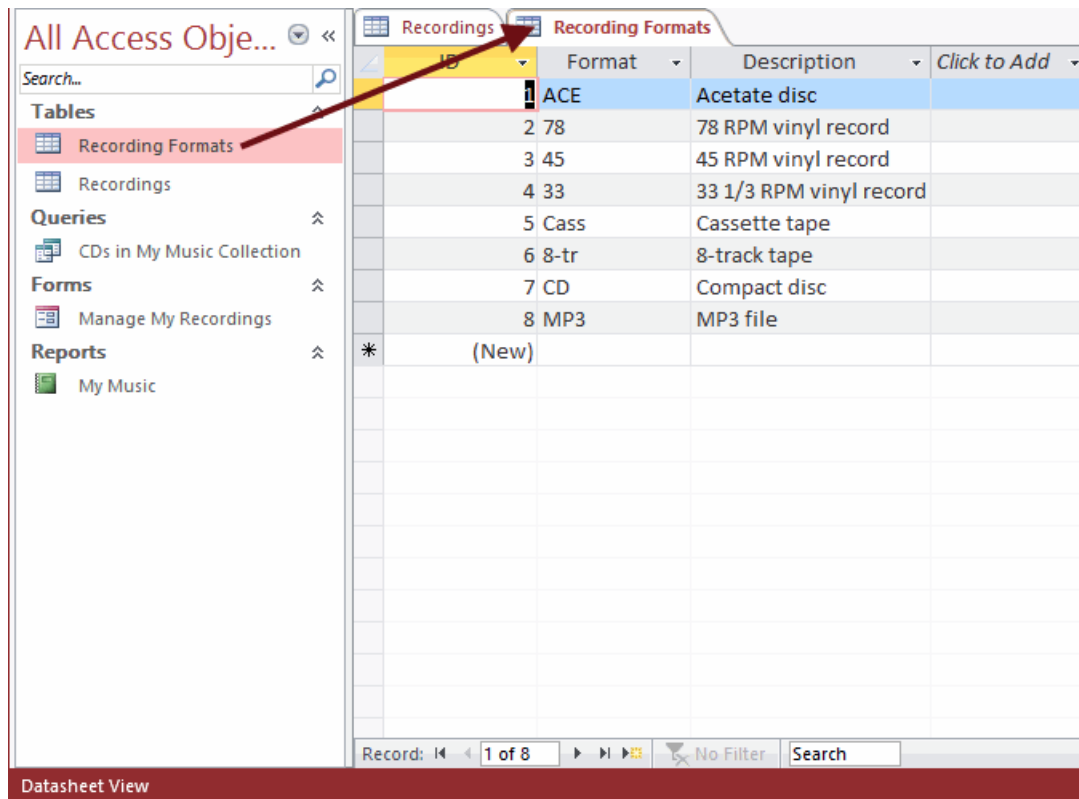 All Access Obje...
Search...
Tables
Recording Formats
Recordings
Queries
CDs in My Music Collection
Forms
Manage My Recordings
Reports
My Music
Recordings Recording Formats
ID Format Description Click to Add
1 ACE Acetate disc
2 78 78 RPM vinyl record
3 45 45 RPM vinyl record
4 33 33 1/3 RPM vinyl record
5 Cass Cassette tape
6 8-tr 8-track tape
7 CD Compact disc
8 MP3 MP3 file
(New)
Record: 1 of 8 No Filter Search
Datasheet View